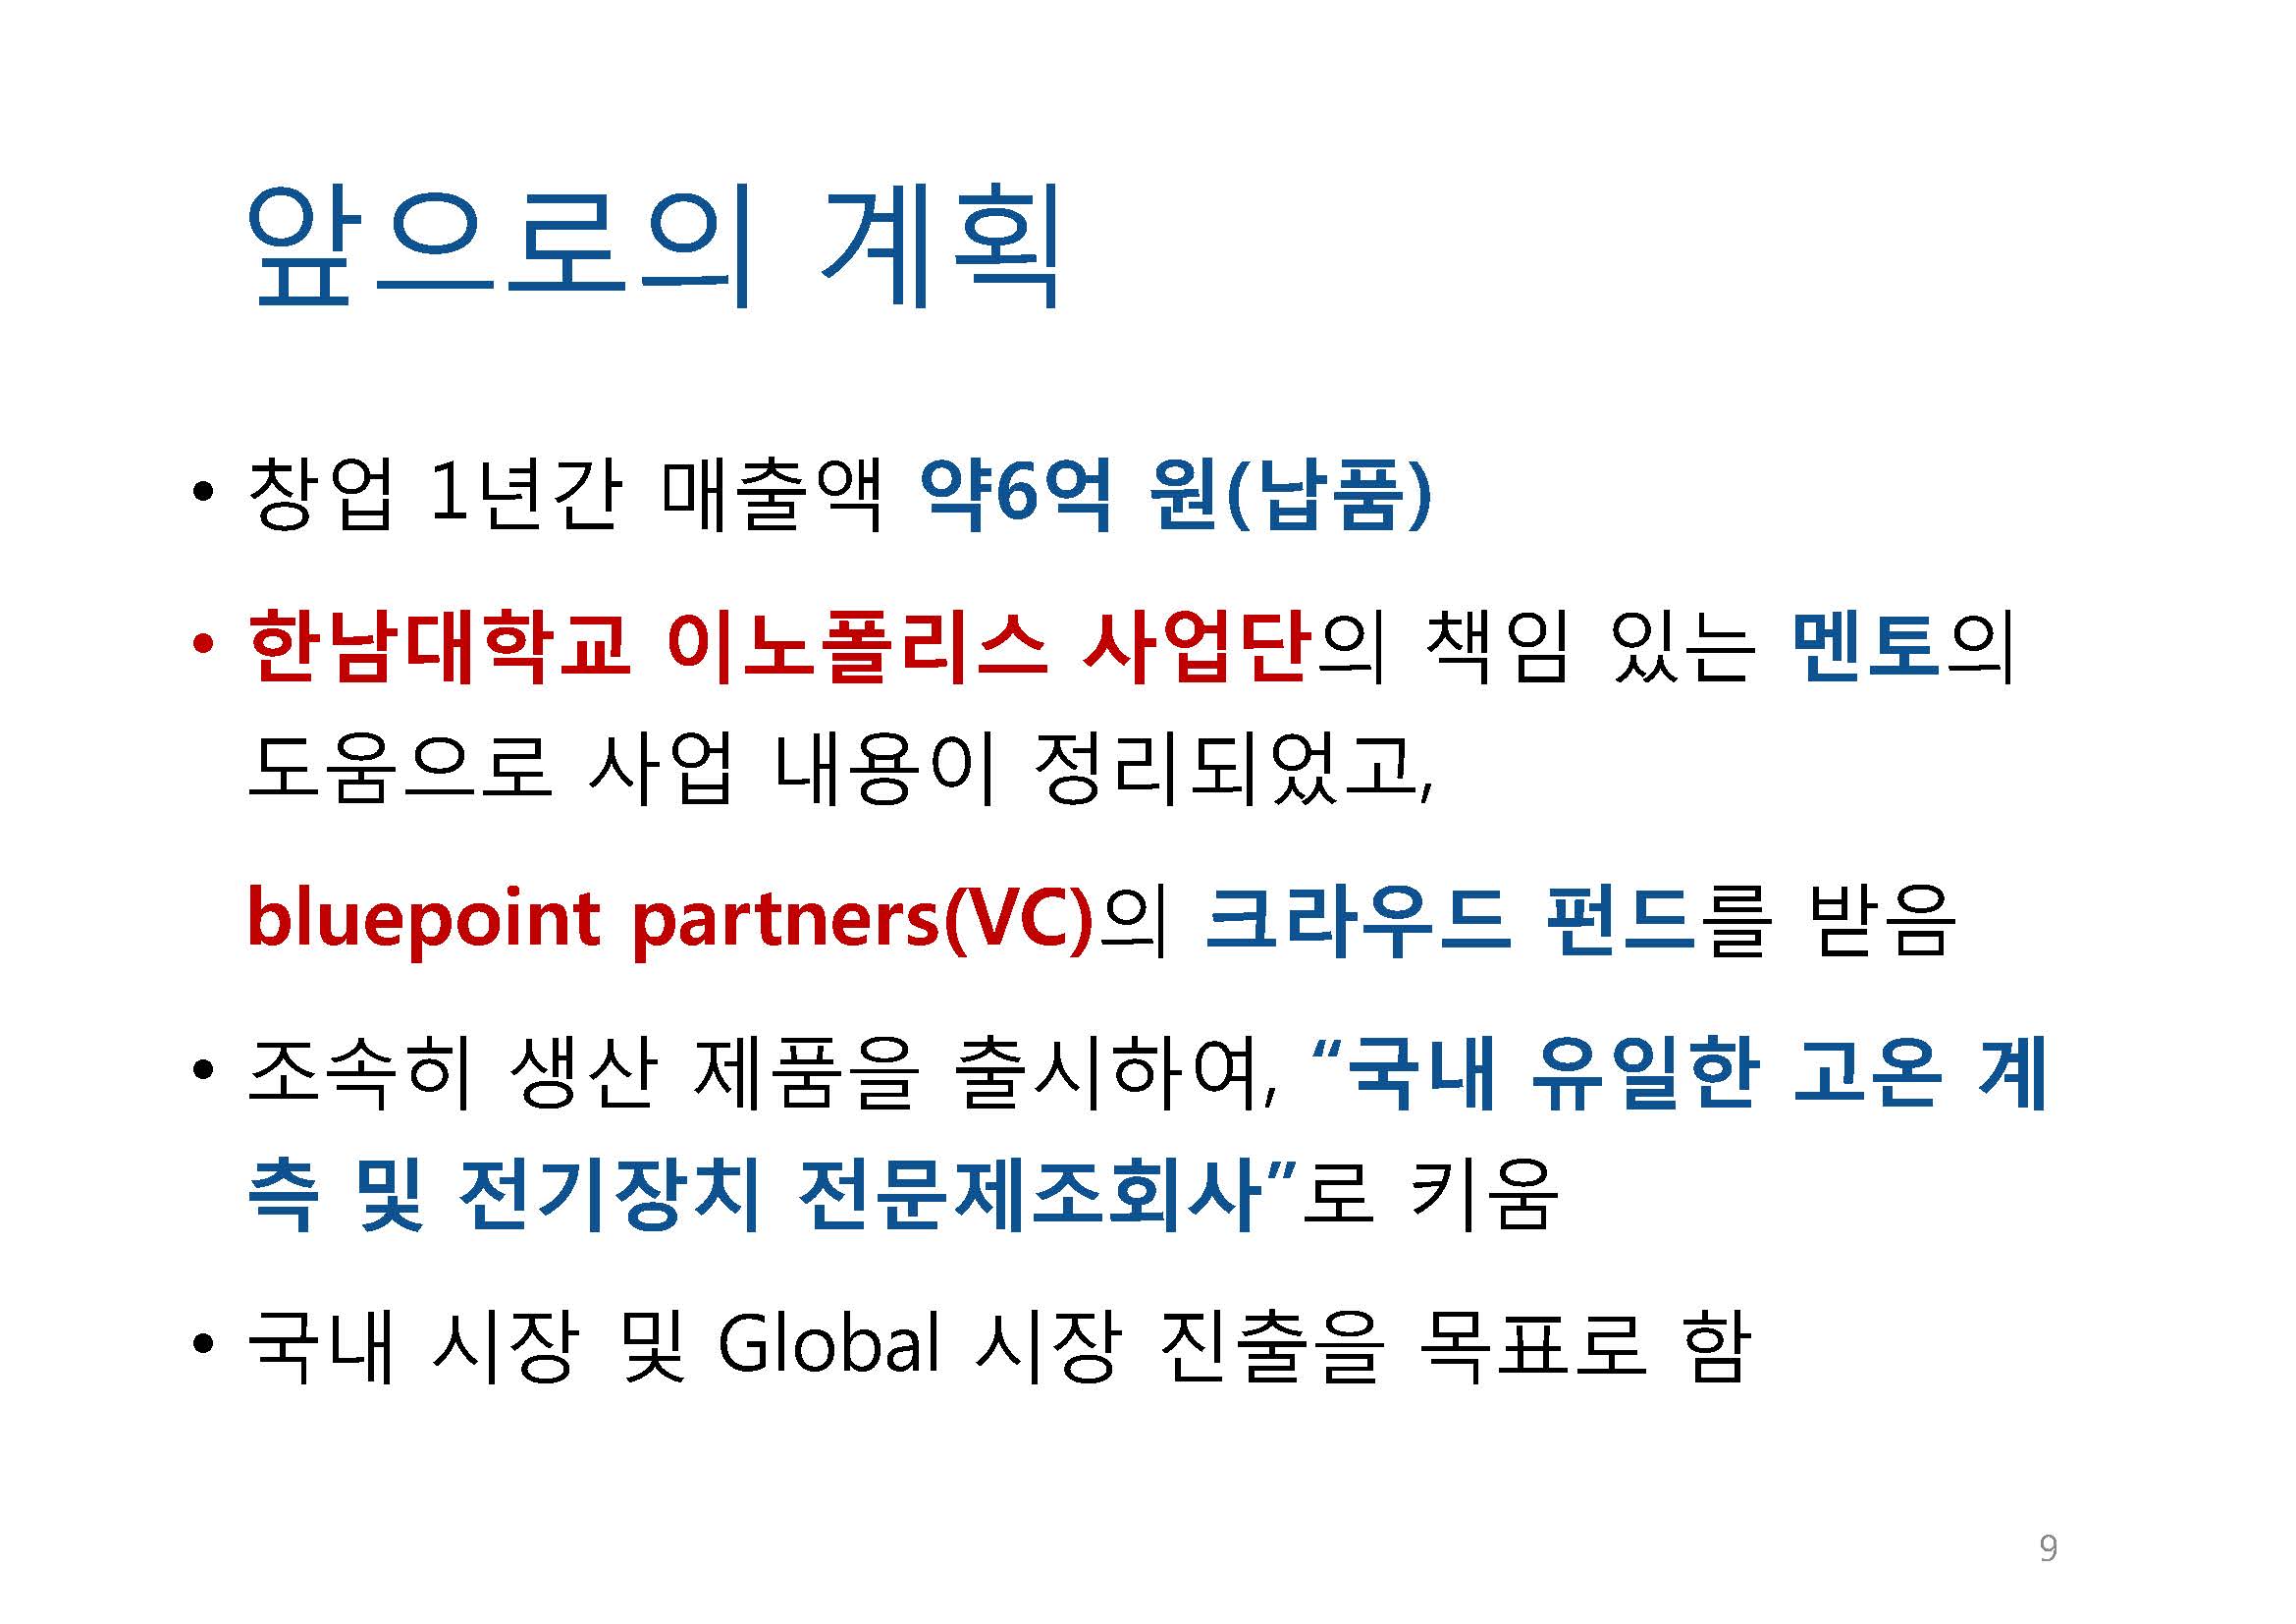 앞으로의 계획
• 창업 1년간 매출액 약6억 원(납품)
• 한남대학교 이노폴리스 사업단의 책임 있는 멘토의
도움으로 사업 내용이 정리되었고,
bluepoint partners(VC)의 크라우드 펀드를 받음
• 조속히 생산 제품을 출시하여, “국내 유일한 고온 계
측 및 전기장치 전문제조회사”로 키움
• 국내 시장 및 Global 시장 진출을 목표로 함
9